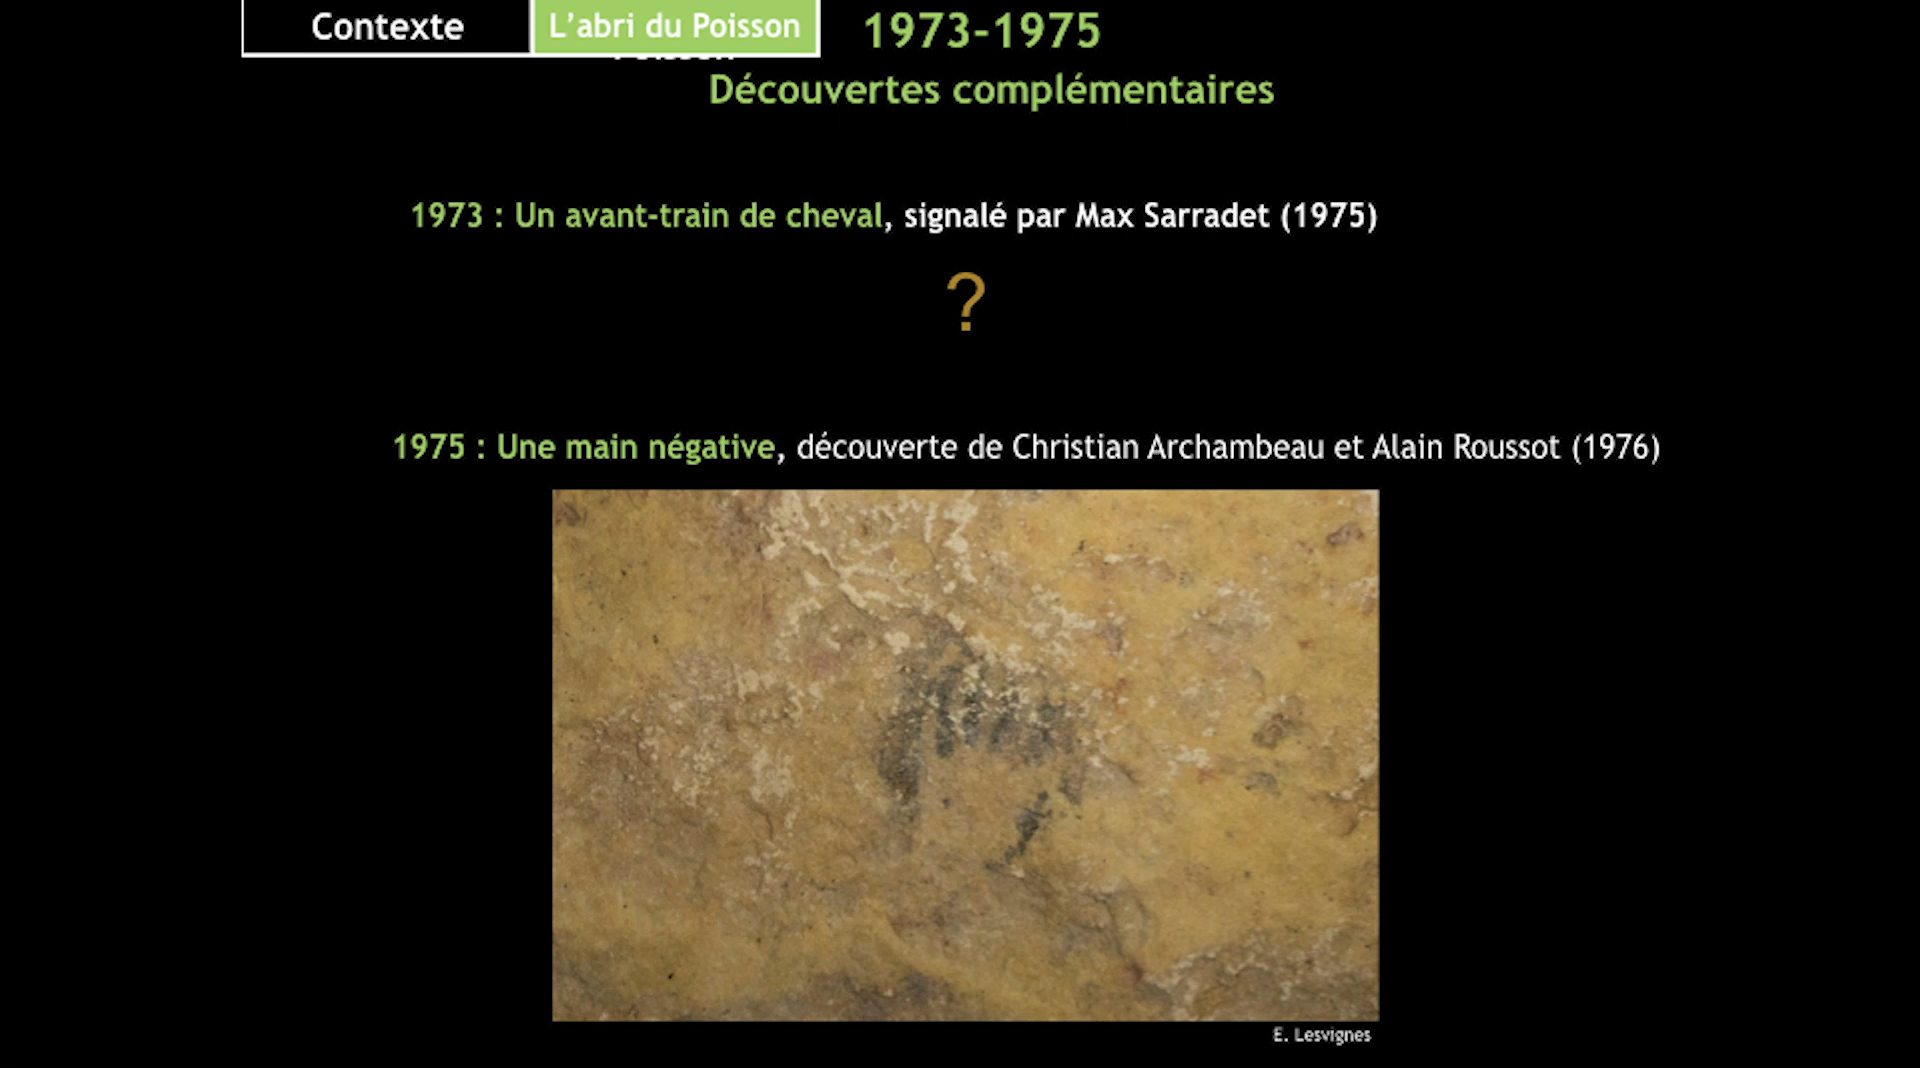 Contexte
L’abri du Poisson
1973-1975
Découvertes complémentaires
1973 : Un avant-train de cheval, signalé par Max Sarradet (1975)
?
1975 : Une main négative, découverte de Christian Archambeau et Alain Roussot (1976)
E. Lesvignes